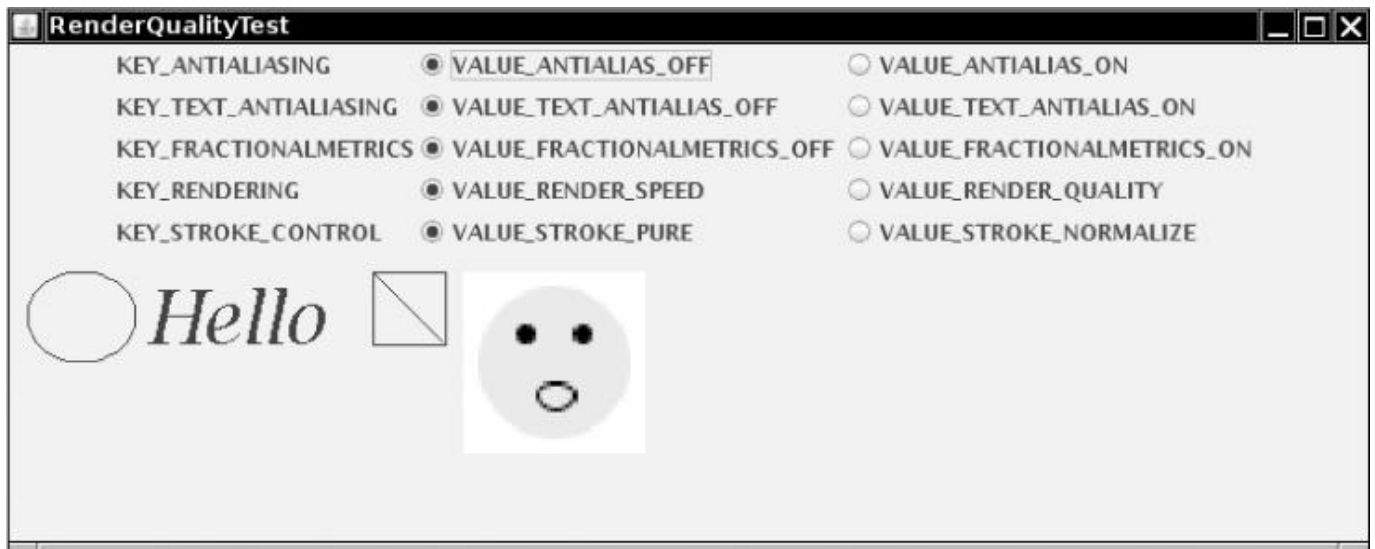 RenderQualityTest
KEY_ANTIALIASING VALUE_ANTIALIAS_OFF VALUE_ANTIALIAS_ON
KEY_TEXT_ANTIALIASING VALUE_TEXT_ANTIALIAS_OFF VALUE_TEXT_ANTIALIAS_ON
KEY_FRACTIONALMETRICS VALUE_FRACTIONALMETRICS_OFF VALUE_FRACTIONALMETRICS_ON
KEY_RENDERING VALUE_RENDER_SPEED VALUE_RENDER_QUALITY
KEY_STROKE_CONTROL VALUE_STROKE_PURE VALUE_STROKE_NORMALIZE
Hello